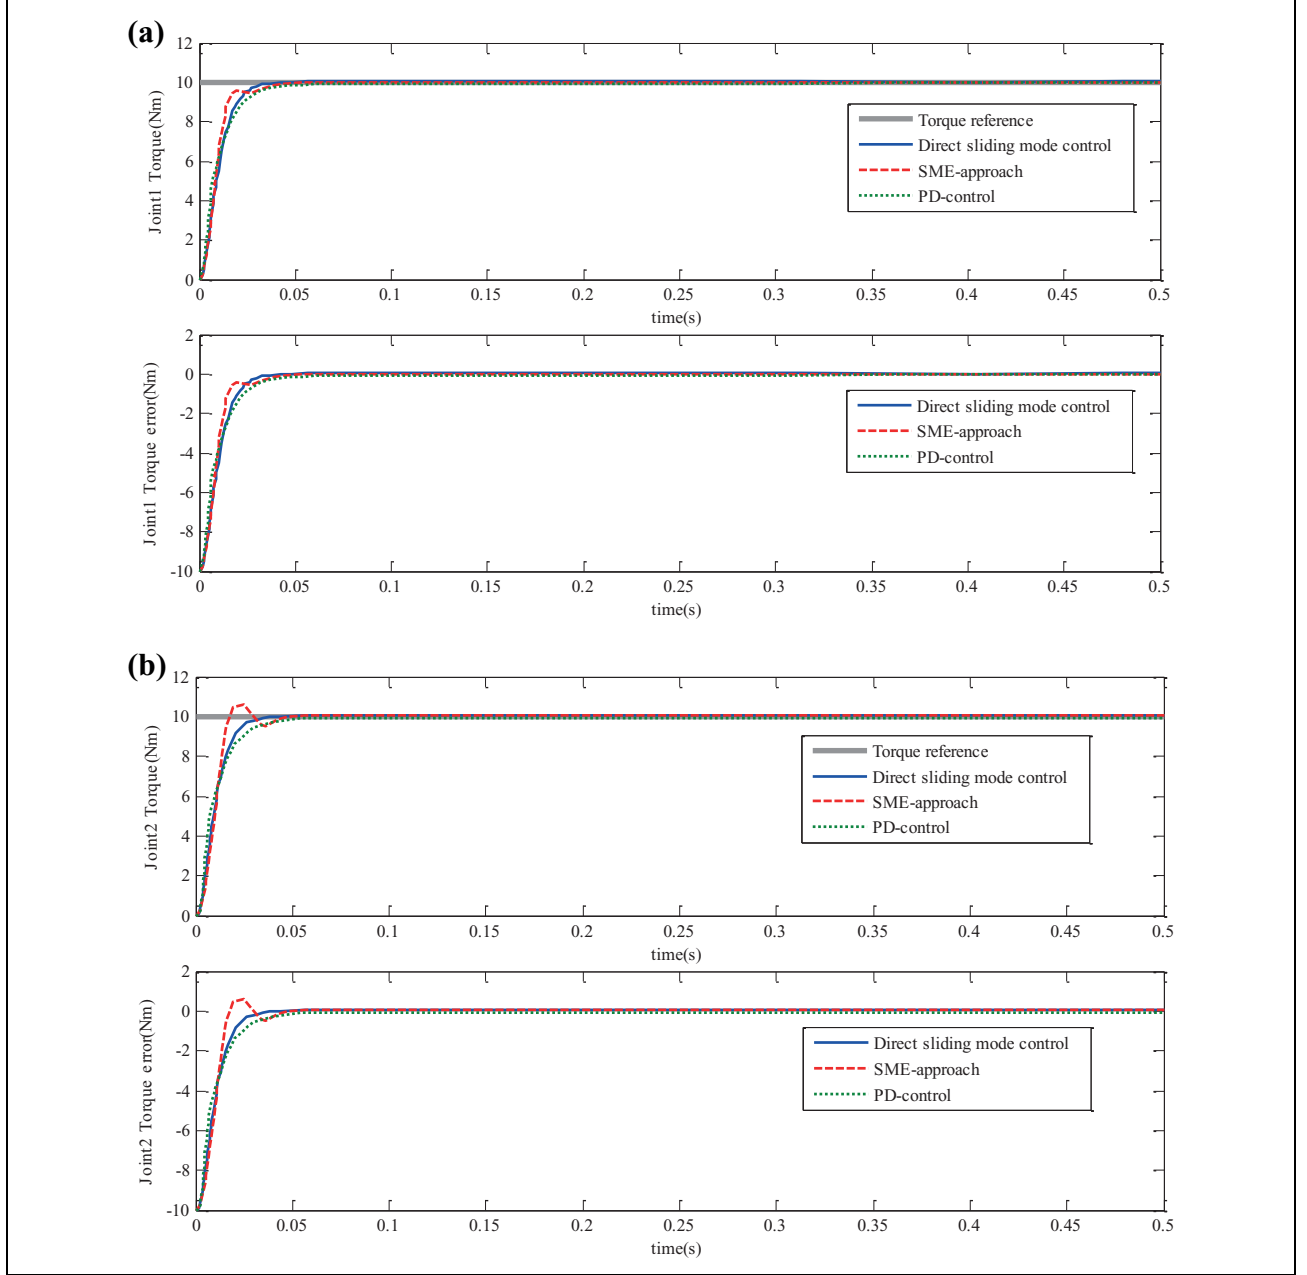 (a)
12
10
8
6
4
2
0
Joint1 Torque(Nm)
Torque reference
Direct sliding mode control
SME-approach
PD-control
0 0.05 0.1 0.15 0.2 0.25 0.3 0.35 0.4 0.45 0.5
time(s)
2
0
-2
-4
-6
-8
-10
Joint1 Torque error(Nm)
Direct sliding mode control
SME-approach
PD-control
0 0.05 0.1 0.15 0.2 0.25 0.3 0.35 0.4 0.45 0.5
time(s)
(b)
12
10
8
6
4
2
0
Joint2 Torque(Nm)
Torque reference
Direct sliding mode control
SME-approach
PD-control
0 0.05 0.1 0.15 0.2 0.25 0.3 0.35 0.4 0.45 0.5
time(s)
2
0
-2
-4
-6
-8
-10
Joint2 Torque error(Nm)
Direct sliding mode control
SME-approach
PD-control
0 0.05 0.1 0.15 0.2 0.25 0.3 0.35 0.4 0.45 0.5
time(s)